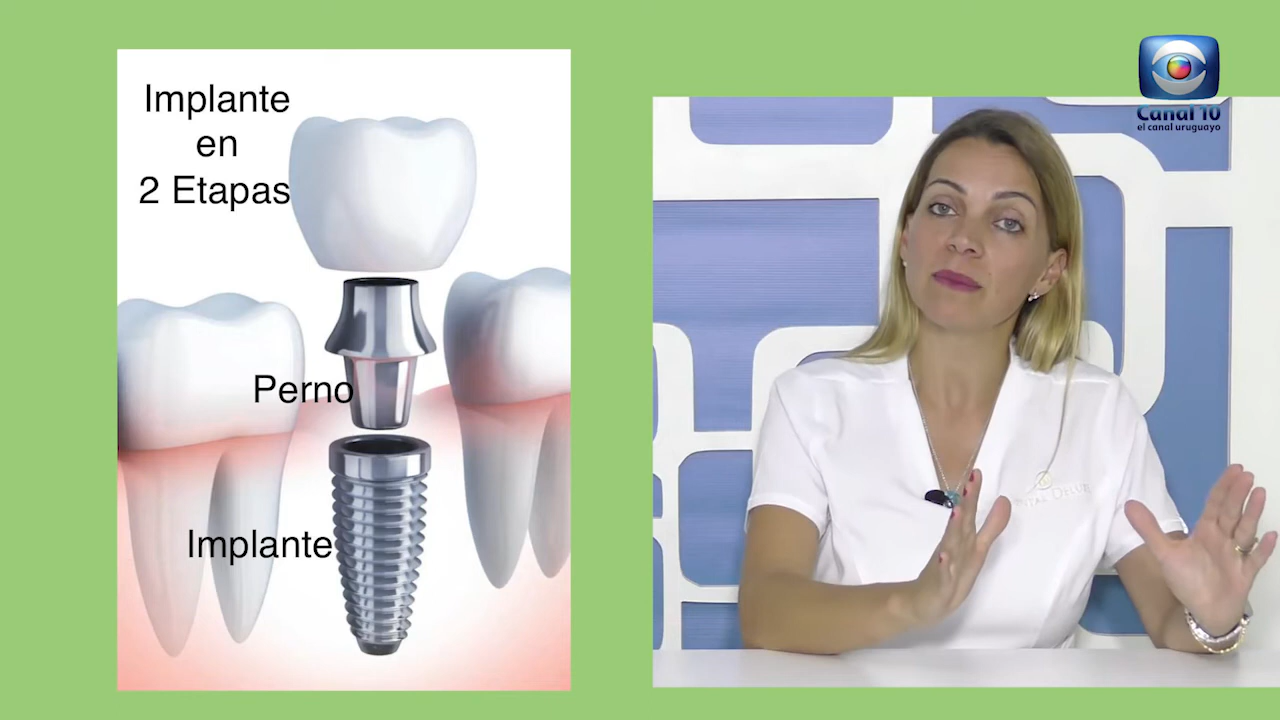 Implante
en
2 Etapas
Perno
Implante
Canal 10
el canal uruguayo